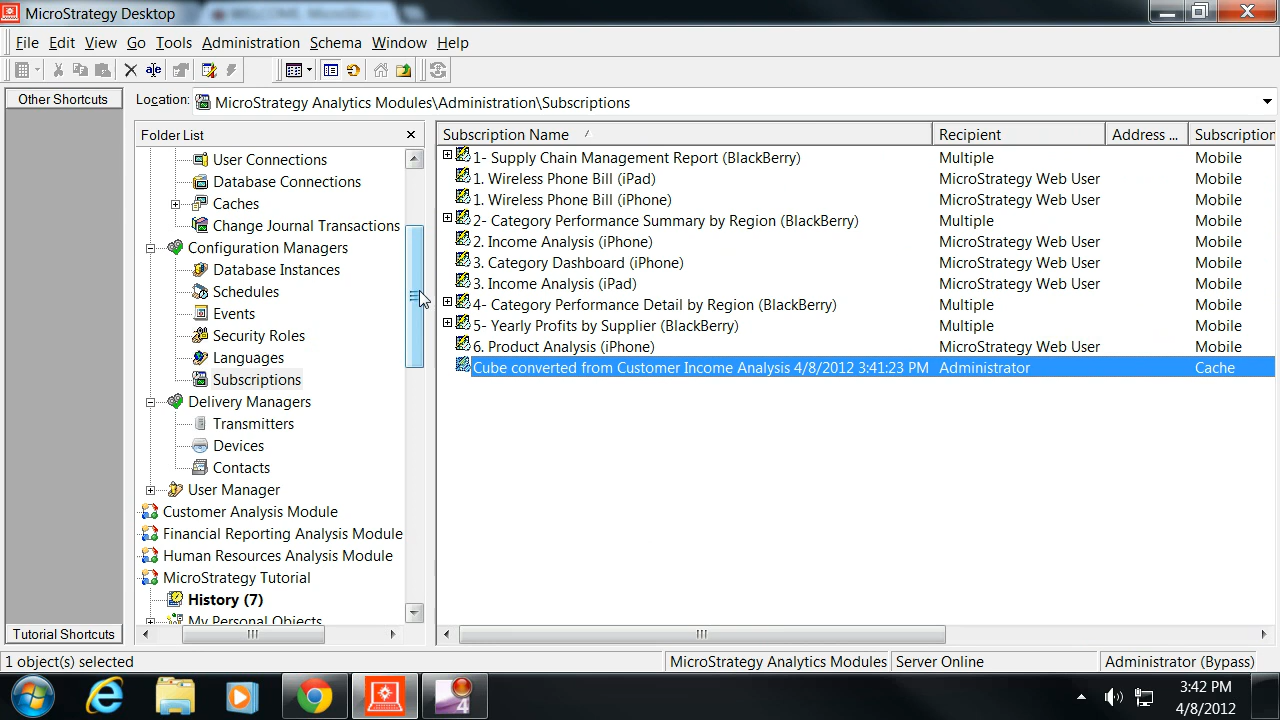 MicroStrategy Desktop
File Edit View Go Tools Administration Schema Window Help
Other Shortcuts
Location: MicroStrategy Analytics Modules\Administration\Subscriptions
Folder List
User Connections
Database Connections
Caches
Change Journal Transactions
Configuration Managers
Database Instances
Schedules
Events
Security Roles
Languages
Subscriptions
Delivery Managers
Transmitters
Devices
Contacts
User Manager
Customer Analysis Module
Financial Reporting Analysis Module
Human Resources Analysis Module
MicroStrategy Tutorial
History (7)
My Personal Objects
Subscription Name Recipient Address ... Subscription
1- Supply Chain Management Report (BlackBerry) Multiple Mobile
1. Wireless Phone Bill (iPad) MicroStrategy Web User Mobile
1. Wireless Phone Bill (iPhone) MicroStrategy Web User Mobile
2- Category Performance Summary by Region (BlackBerry) Multiple Mobile
2. Income Analysis (iPhone) MicroStrategy Web User Mobile
3. Category Dashboard (iPhone) MicroStrategy Web User Mobile
3. Income Analysis (iPad) MicroStrategy Web User Mobile
4- Category Performance Detail by Region (BlackBerry) Multiple Mobile
5- Yearly Profits by Supplier (BlackBerry) Multiple Mobile
6. Product Analysis (iPhone) MicroStrategy Web User Mobile
Cube converted from Customer Income Analysis 4/8/2012 3:41:23 PM Administrator Cache
Tutorial Shortcuts
1 object(s) selected MicroStrategy Analytics Modules Server Online Administrator (Bypass)
4
3:42 PM
4/8/2012